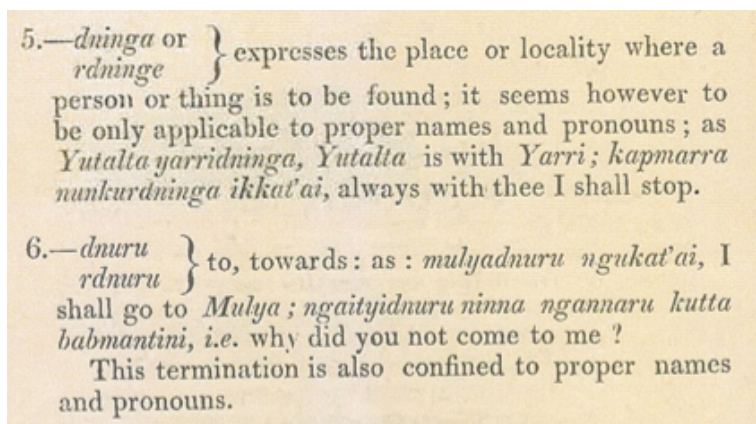 5.—dninga or } expresses the place or locality where a
rdninge
person or thing is to be found; it seems however to
be only applicable to proper names and pronouns; as
Yutalta yarridninga, Yutalta is with Yarri; kapmarra
nunkurdninga ikkat'ai, always with thee I shall stop.
6.—dnuru } to, towards: as: mulyadnuru ngukat'ai, I
rdnuru
shall go to Mulya; ngaityidnuru ninna ngannaru kutta
babmantini, i.e. why did you not come to me?
This termination is also confined to proper names
and pronouns.